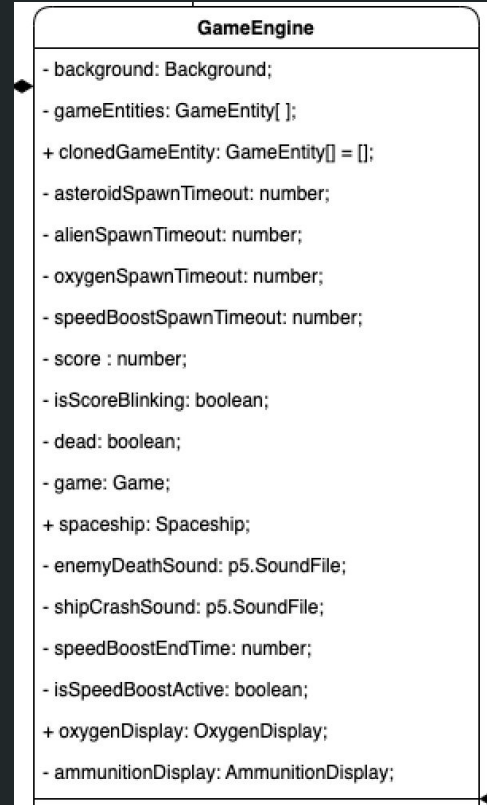 GameEngine
- background: Background;
- gameEntities: GameEntity[ ];
+ clonedGameEntity: GameEntity[] = [];
- asteroidSpawnTimeout: number;
- alienSpawnTimeout: number;
- oxygenSpawnTimeout: number;
- speedBoostSpawnTimeout: number;
- score : number;
- isScoreBlinking: boolean;
- dead: boolean;
- game: Game;
+ spaceship: Spaceship;
- enemyDeathSound: p5.SoundFile;
- shipCrashSound: p5.SoundFile;
- speedBoostEndTime: number;
- isSpeedBoostActive: boolean;
+ oxygenDisplay: OxygenDisplay;
- ammunitionDisplay: AmmunitionDisplay;